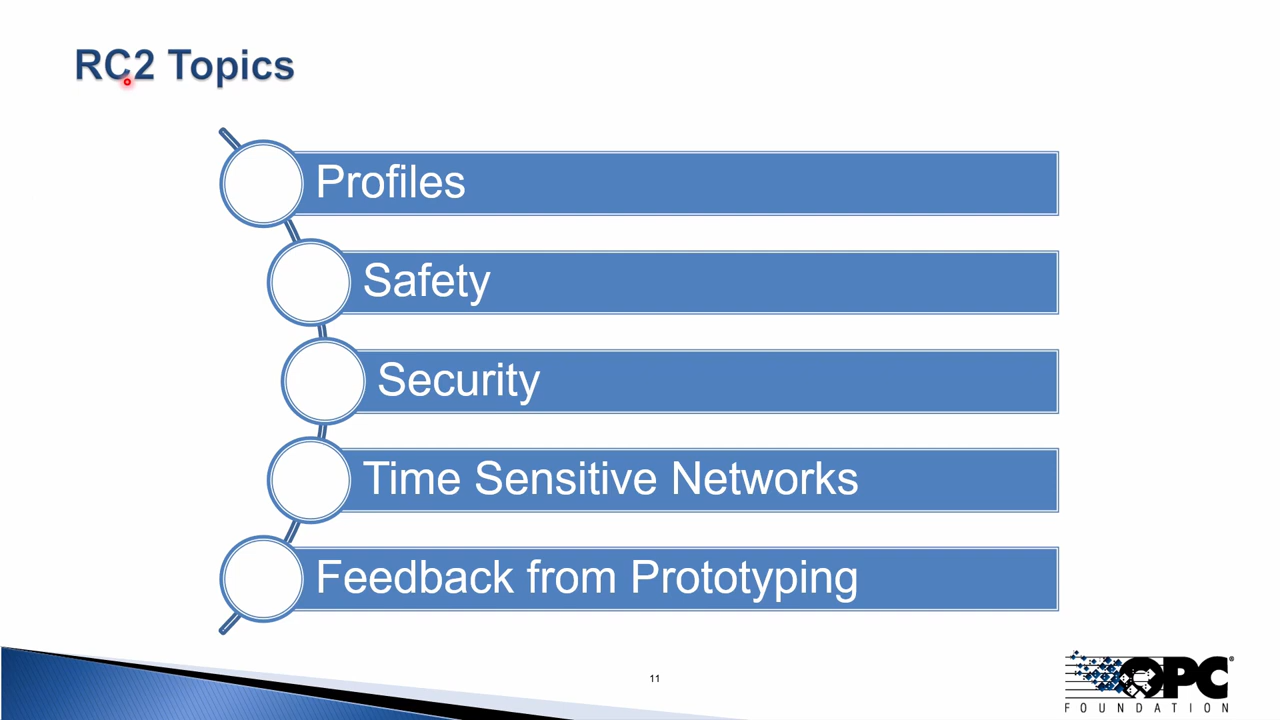 RC2 Topics
Profiles
Safety
Security
Time Sensitive Networks
Feedback from Prototyping
11
OPC®
FOUNDATION